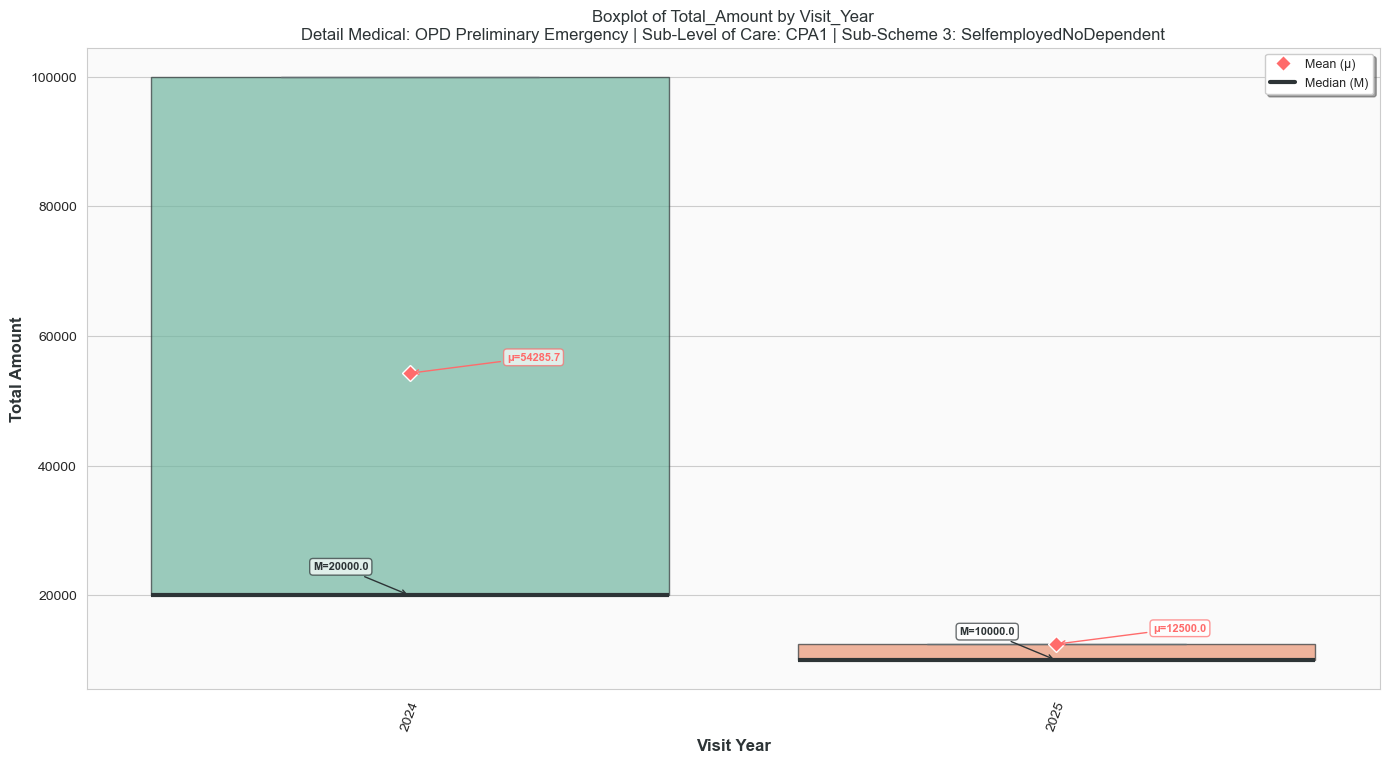 Boxplot of Total_Amount by Visit_Year
Detail Medical: OPD Preliminary Emergency | Sub-Level of Care: CPA1 | Sub-Scheme 3: SelfemployedNoDependent
Mean (μ)
Median (M)
100000
80000
60000
40000
20000
Total Amount
μ=54285.7
M=20000.0
M=10000.0
μ=12500.0
2024
2025
Visit Year